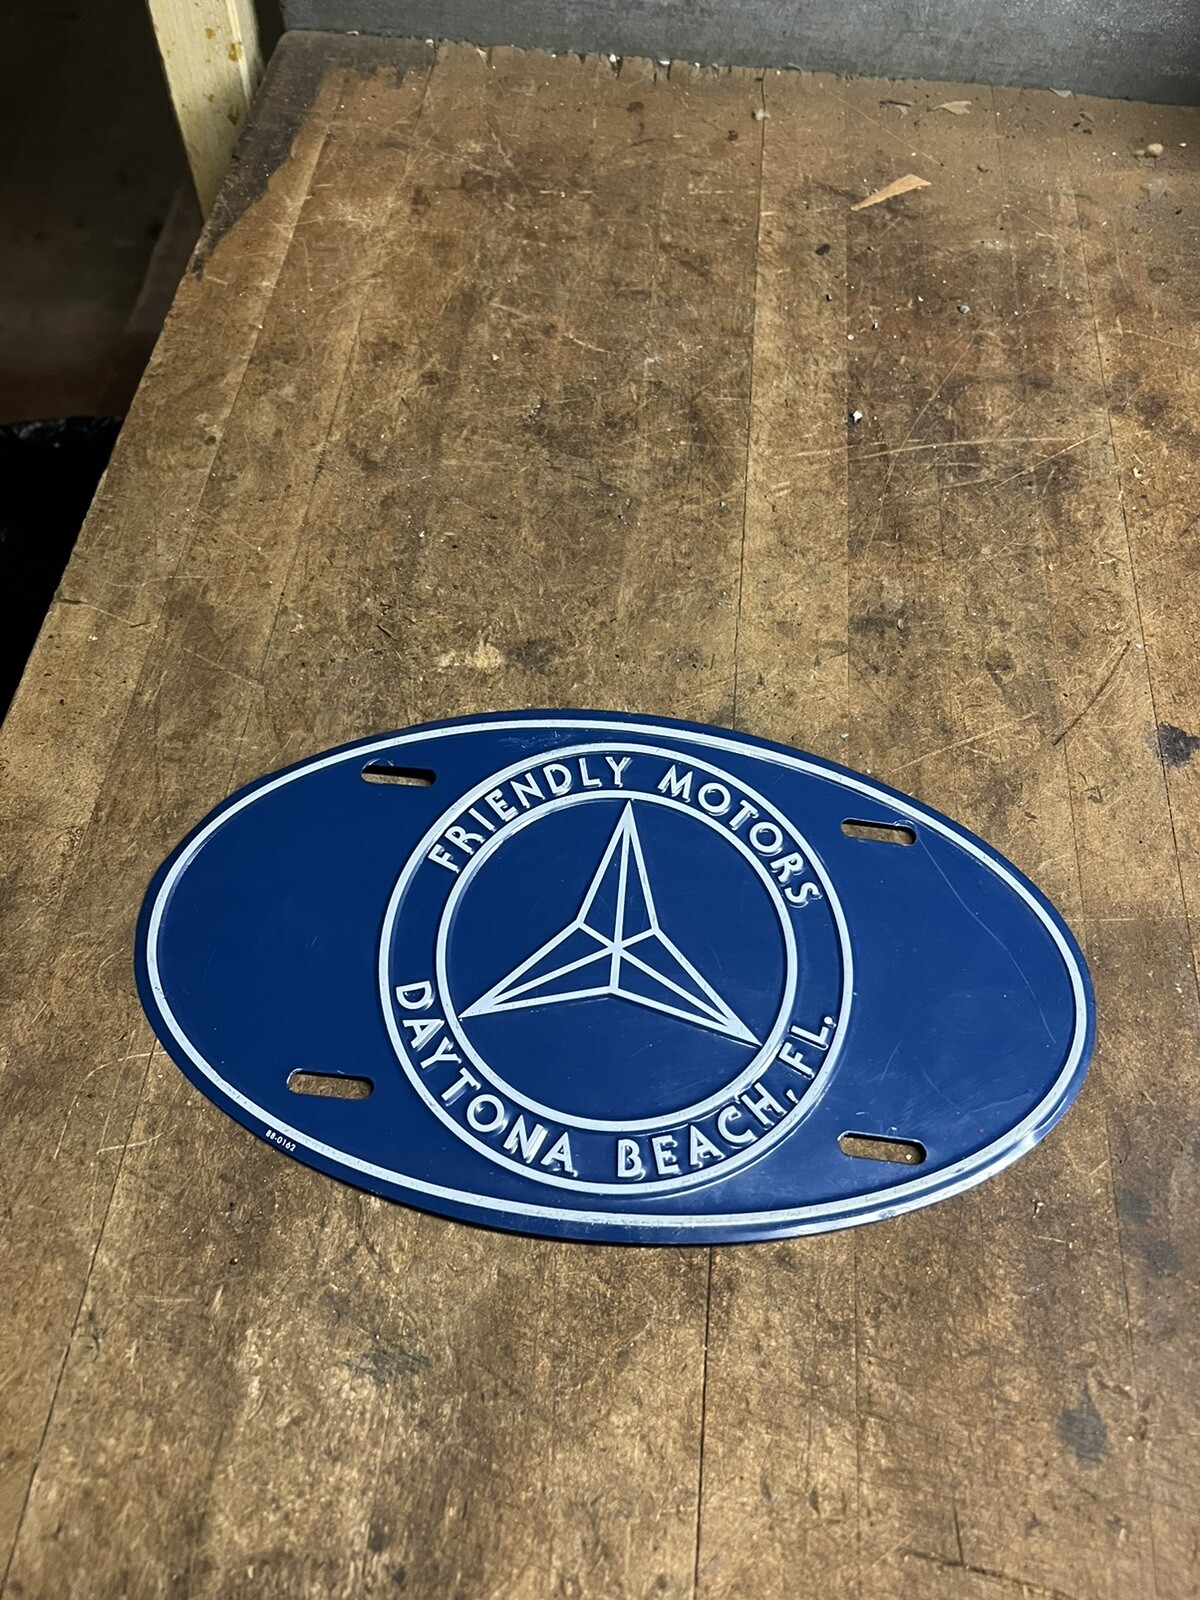 FRIENDLY MOTORS
DAYTONA BEACH, FL.
88-0162